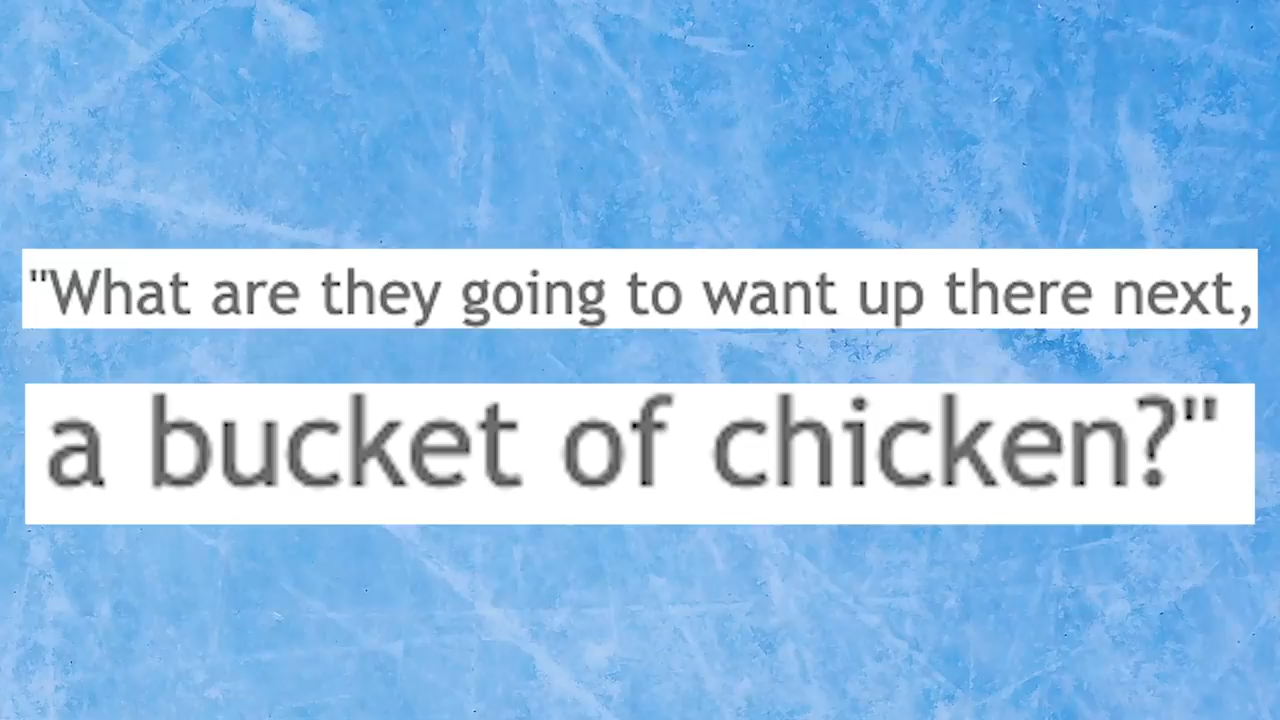 "What are they going to want up there next,
a bucket of chicken?"